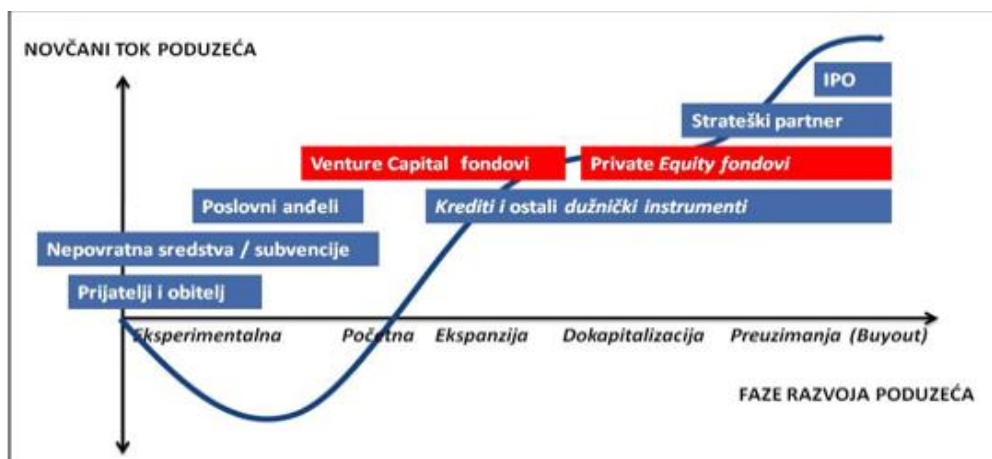 NOVČANI TOK PODUZEĆA
IPO
Strateški partner
Venture Capital fondovi
Private Equity fondovi
Poslovni anđeli
Krediti i ostali dužnički instrumenti
Nepovratna sredstva / subvencije
Prijatelji i obitelj
Eksperimentalna
Početna
Ekspanzija
Dokapitalizacija
Preuzimanja (Buyout)
FAZE RAZVOJA PODUZEĆA